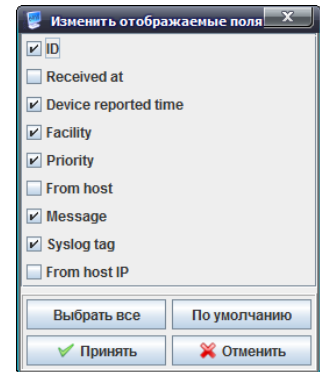 Изменить отображаемые поля
ID
Received at
Device reported time
Facility
Priority
From host
Message
Syslog tag
From host IP
Выбрать все По умолчанию
Принять Отменить